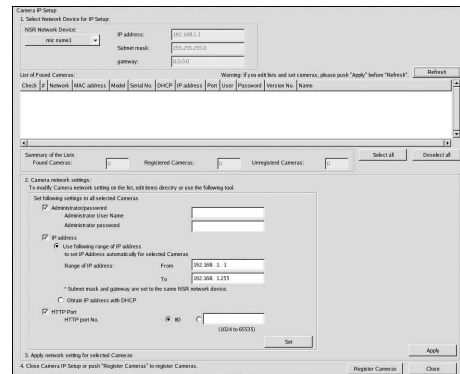 Camera IP Setup
1. Select Network Device for IP Setup:
NSR Network Device:
mic name1
IP address: 192.168.1.1
Subnet mask: 255.255.255.0
gateway: 0.0.0.0
List of Found Cameras: Warning: If you edit lists and set cameras, please push "Apply" before "Refresh". Refresh
Check # Network MAC address Model Serial No. DHCP IP address Port User Password Version No. Name
Summary of the Lists
Found Cameras: 0 Registered Cameras: 0 Unregisterd Cameras: 0 Select all Deselect all
2. Camera network settings:
To modify Camera network setting on the list, edit items directry or use the following tool.
Set following settings to all selected Cameras
Administrator/password
Administrator User Name
Administrator password
IP address
Use following range of IP address
to set IP Address automatically for selected Cameras
Range of IP address: From 192.168. 1. 1
To 192.168. 1.255
* Subnet mask and gateway are set to the same NSR network device.
Obtain IP address with DHCP
HTTP Port
HTTP port No. 80
(1024 to 65535)
Set
Apply
3. Apply network setting for selected Cameras
4. Close Camera IP Setup or push "Register Cameras" to register Cameras. Register Cameras Close